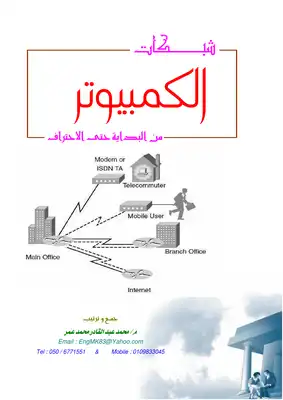 شبكات
الكمبيوتر
من البداية حتى الاحتراف
Modem or
ISDN TA
Telecommuter
Mobile User
Branch Office
Main Office
Internet
جمع و ترتيب
م/ محمد عبد القادر محمد عمر
Email : EngMK83@Yahoo.com
Tel : 050 / 6771551 & Mobile : 0109833045